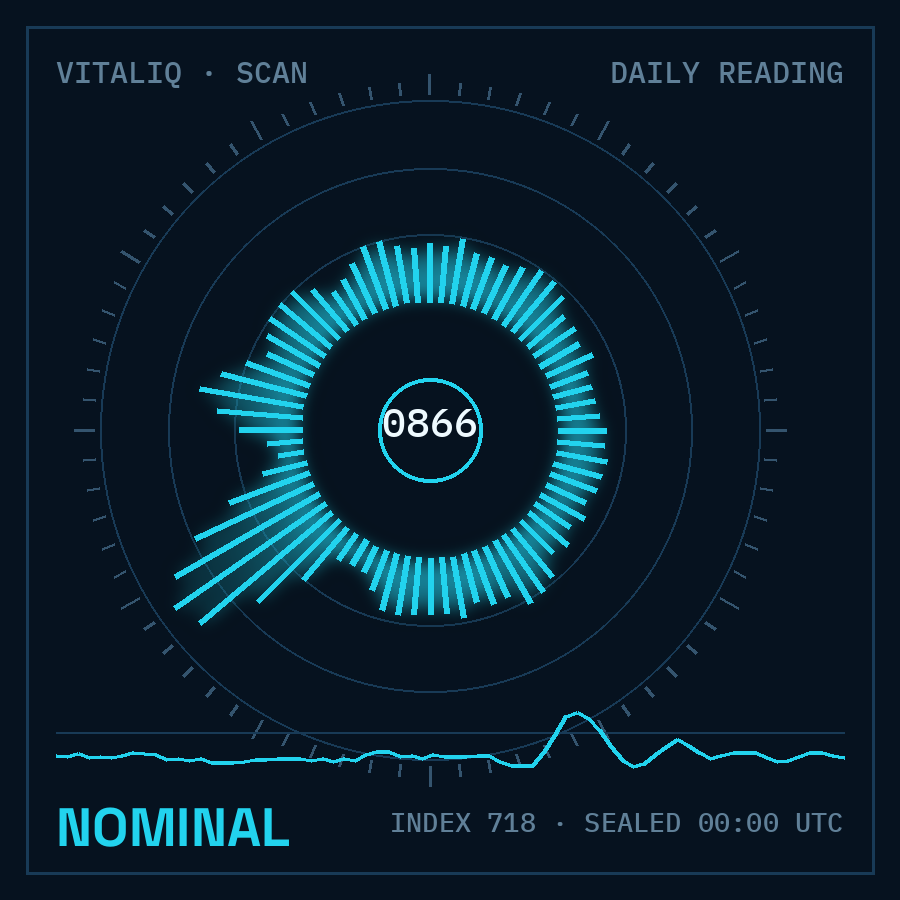 VITALIQ · SCAN
DAILY READING
0866
NOMINAL
INDEX 718 · SEALED 00:00 UTC